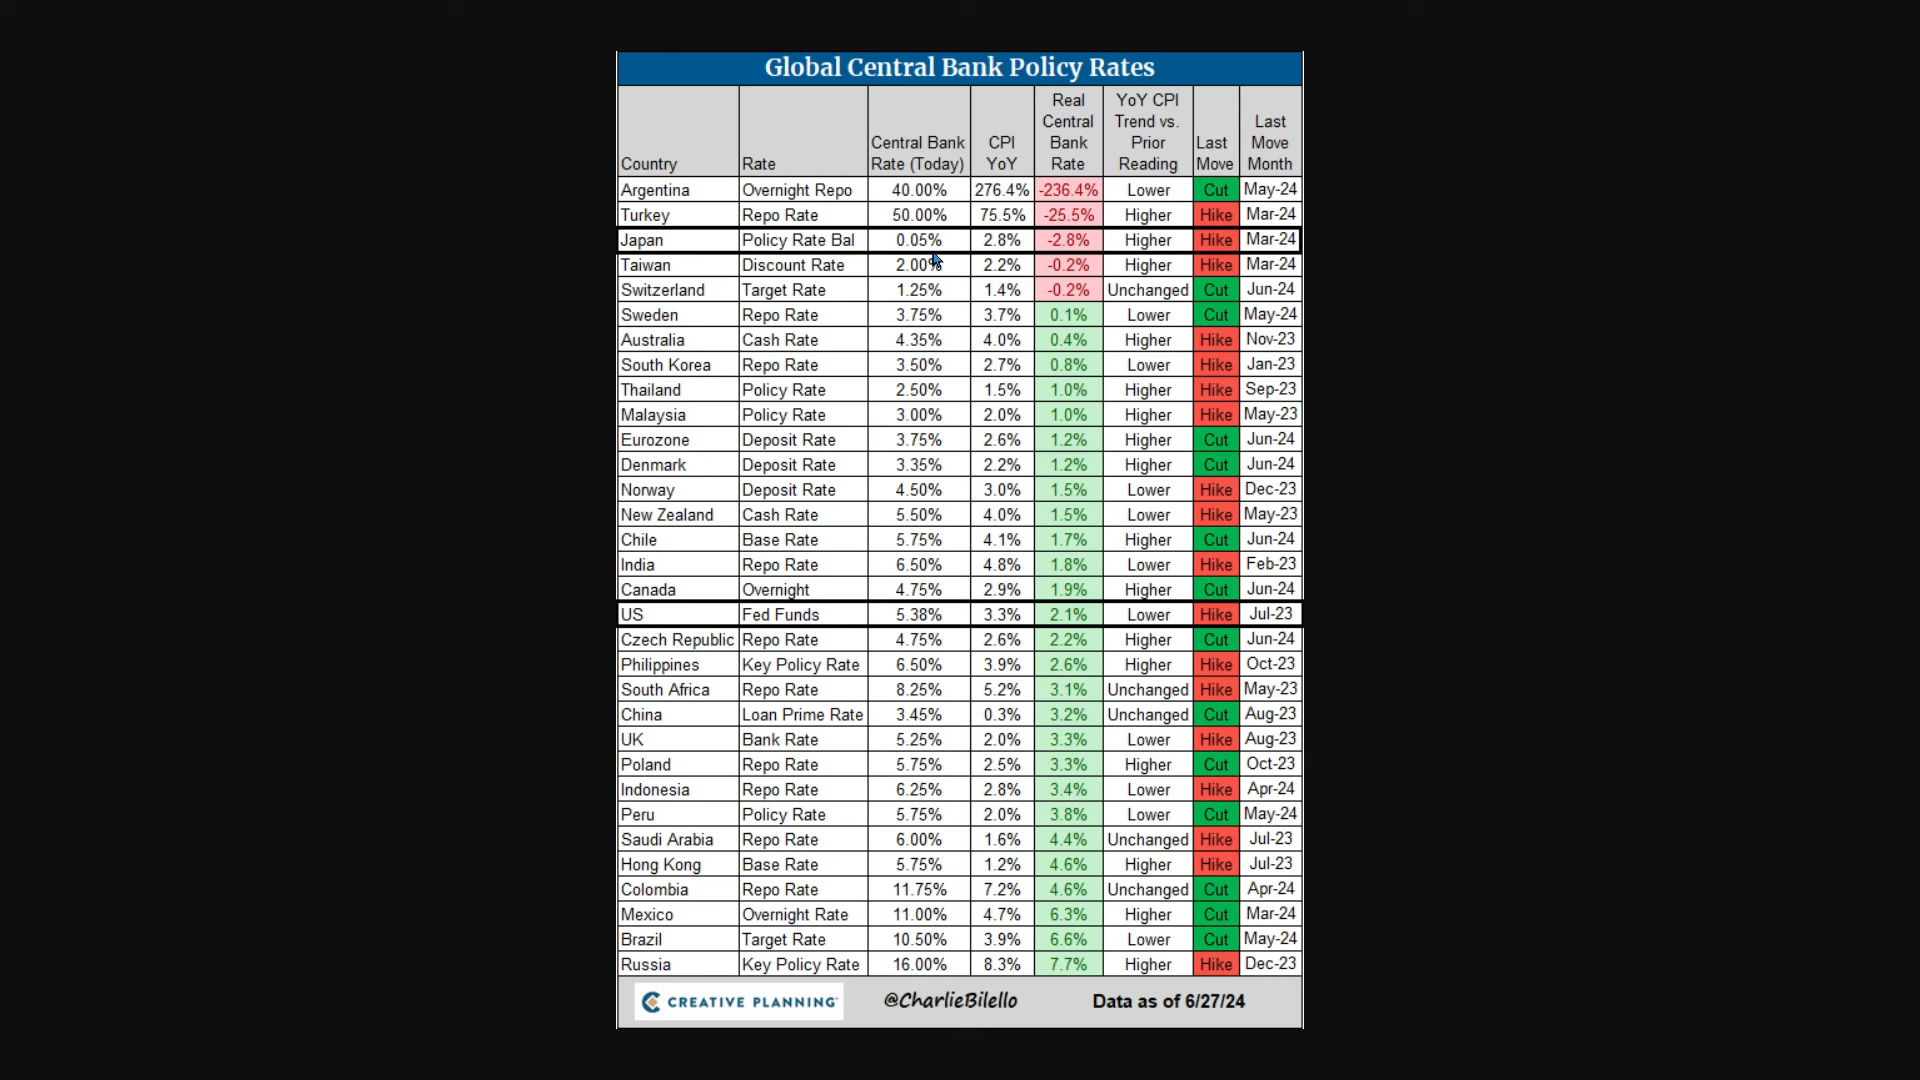 Global Central Bank Policy Rates
Country Rate Central Bank Rate (Today) CPI YoY Real Central Bank Rate YoY CPI Trend vs. Prior Reading Last Move Last Move Month
Argentina Overnight Repo 40.00% 276.4% -236.4% Lower Cut May-24
Turkey Repo Rate 50.00% 75.5% -25.5% Higher Hike Mar-24
Japan Policy Rate Bal 0.05% 2.8% -2.8% Higher Hike Mar-24
Taiwan Discount Rate 2.00% 2.2% -0.2% Higher Hike Mar-24
Switzerland Target Rate 1.25% 1.4% -0.2% Unchanged Cut Jun-24
Sweden Repo Rate 3.75% 3.7% 0.1% Lower Cut May-24
Australia Cash Rate 4.35% 4.0% 0.4% Higher Hike Nov-23
South Korea Repo Rate 3.50% 2.7% 0.8% Lower Hike Jan-23
Thailand Policy Rate 2.50% 1.5% 1.0% Higher Hike Sep-23
Malaysia Policy Rate 3.00% 2.0% 1.0% Higher Hike May-23
Eurozone Deposit Rate 3.75% 2.6% 1.2% Higher Cut Jun-24
Denmark Deposit Rate 3.35% 2.2% 1.2% Higher Cut Jun-24
Norway Deposit Rate 4.50% 3.0% 1.5% Lower Hike Dec-23
New Zealand Cash Rate 5.50% 4.0% 1.5% Lower Hike May-23
Chile Base Rate 5.75% 4.1% 1.7% Higher Cut Jun-24
India Repo Rate 6.50% 4.8% 1.8% Lower Hike Feb-23
Canada Overnight 4.75% 2.9% 1.9% Higher Cut Jun-24
US Fed Funds 5.38% 3.3% 2.1% Lower Hike Jul-23
Czech Republic Repo Rate 4.75% 2.6% 2.2% Higher Cut Jun-24
Philippines Key Policy Rate 6.50% 3.9% 2.6% Higher Hike Oct-23
South Africa Repo Rate 8.25% 5.2% 3.1% Unchanged Hike May-23
China Loan Prime Rate 3.45% 0.3% 3.2% Unchanged Cut Aug-23
UK Bank Rate 5.25% 2.0% 3.3% Lower Hike Aug-23
Poland Repo Rate 5.75% 2.5% 3.3% Higher Cut Oct-23
Indonesia Repo Rate 6.25% 2.8% 3.4% Lower Hike Apr-24
Peru Policy Rate 5.75% 2.0% 3.8% Lower Cut May-24
Saudi Arabia Repo Rate 6.00% 1.6% 4.4% Unchanged Hike Jul-23
Hong Kong Base Rate 5.75% 1.2% 4.6% Higher Hike Jul-23
Colombia Repo Rate 11.75% 7.2% 4.6% Unchanged Cut Apr-24
Mexico Overnight Rate 11.00% 4.7% 6.3% Higher Cut Mar-24
Brazil Target Rate 10.50% 3.9% 6.6% Lower Cut May-24
Russia Key Policy Rate 16.00% 8.3% 7.7% Higher Hike Dec-23
CREATIVE PLANNING @CharlieBilello Data as of 6/27/24